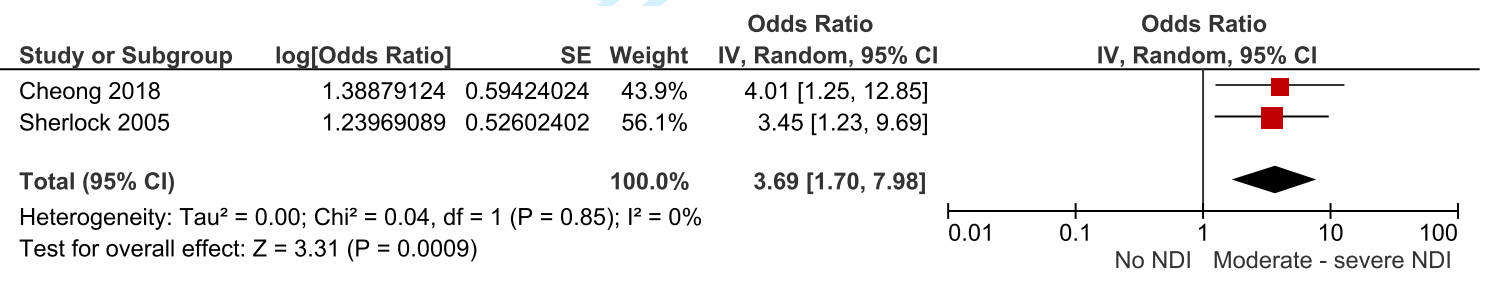 Odds Ratio Odds Ratio
Study or Subgroup log[Odds Ratio] SE Weight IV, Random, 95% CI IV, Random, 95% CI
Cheong 2018 1.38879124 0.59424024 43.9% 4.01 [1.25, 12.85]
Sherlock 2005 1.23969089 0.52602402 56.1% 3.45 [1.23, 9.69]
Total (95% CI) 100.0% 3.69 [1.70, 7.98]
Heterogeneity: Tau² = 0.00; Chi² = 0.04, df = 1 (P = 0.85); I² = 0%
Test for overall effect: Z = 3.31 (P = 0.0009)
0.01 0.1 1 10 100
No NDI Moderate - severe NDI